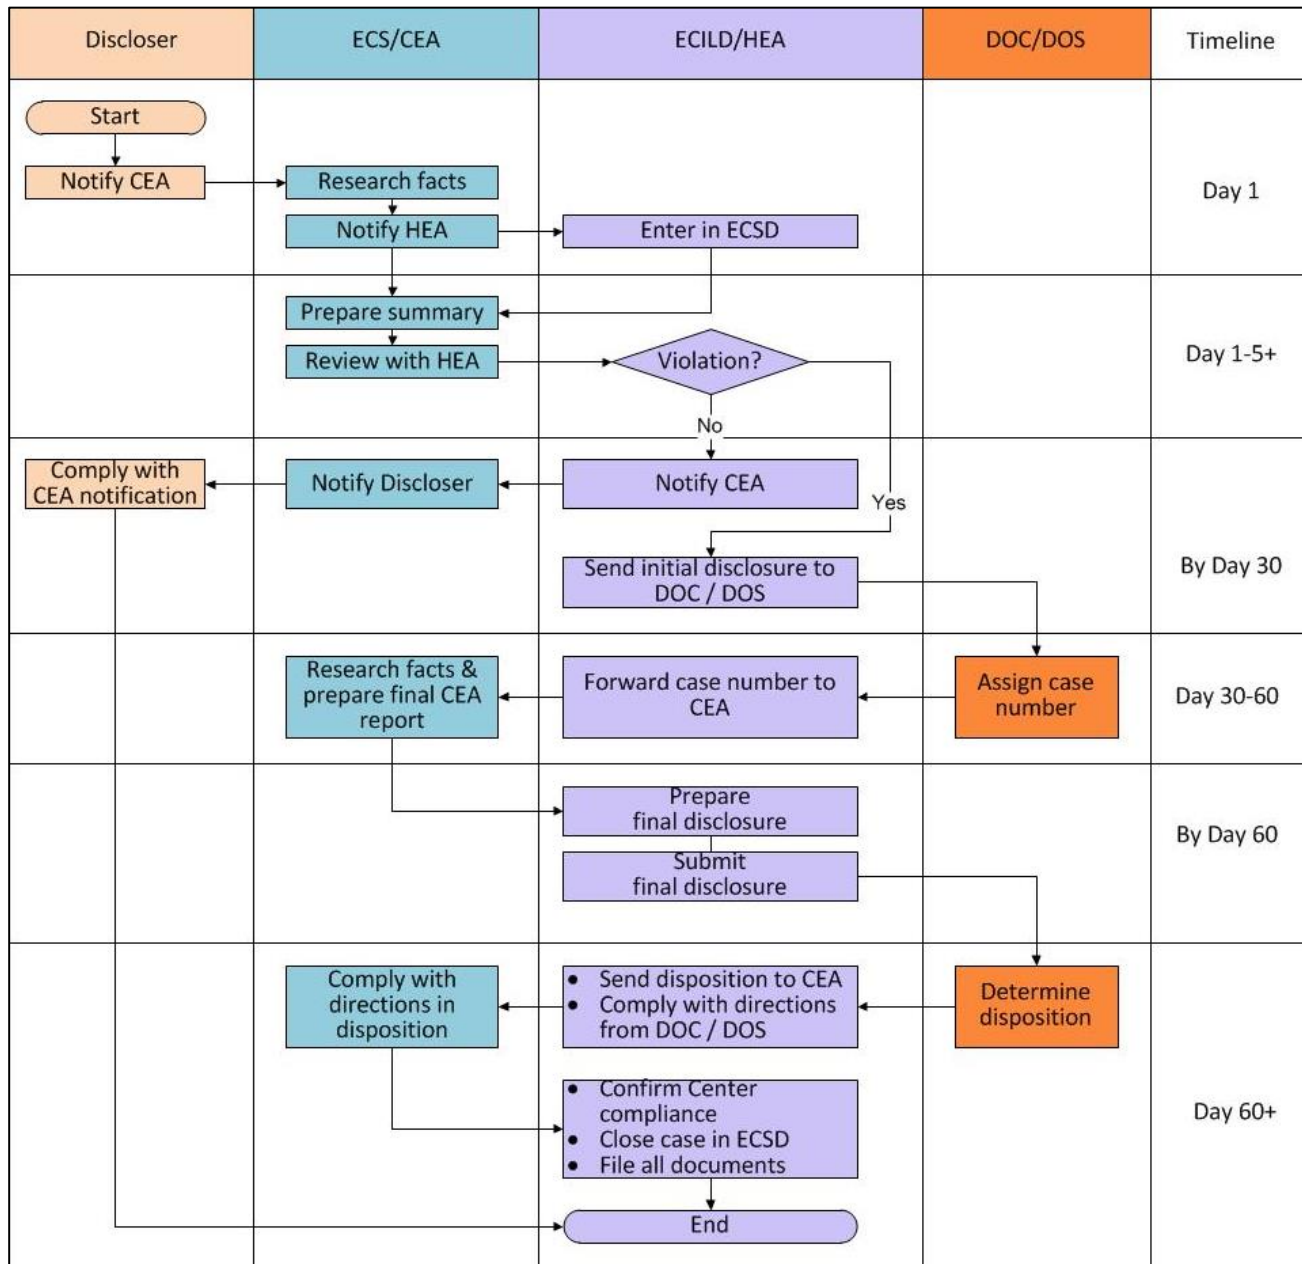 Discloser
ECS/CEA
ECILD/HEA
DOC/DOS
Timeline
Start
Notify CEA
Research facts
Day 1
Notify HEA
Enter in ECSD
Prepare summary
Review with HEA
Violation?
Day 1-5+
No
Comply with
CEA notification
Notify Discloser
Notify CEA
Yes
Send initial disclosure to
DOC / DOS
By Day 30
Research facts &
prepare final CEA
report
Forward case number to
CEA
Assign case
number
Day 30-60
Prepare
final disclosure
By Day 60
Submit
final disclosure
Comply with
directions in
disposition
● Send disposition to CEA
● Comply with directions
from DOC / DOS
Determine
disposition
● Confirm Center
compliance
● Close case in ECSD
● File all documents
Day 60+
End